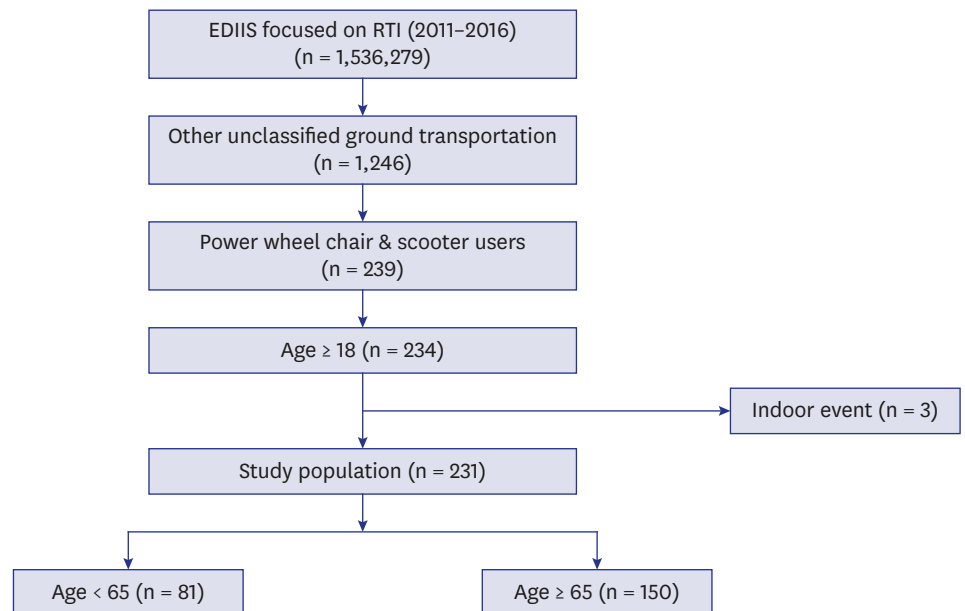 EDIIS focused on RTI (2011–2016)
(n = 1,536,279)
Other unclassified ground transportation
(n = 1,246)
Power wheel chair & scooter users
(n = 239)
Age ≥ 18 (n = 234)
Indoor event (n = 3)
Study population (n = 231)
Age < 65 (n = 81)
Age ≥ 65 (n = 150)